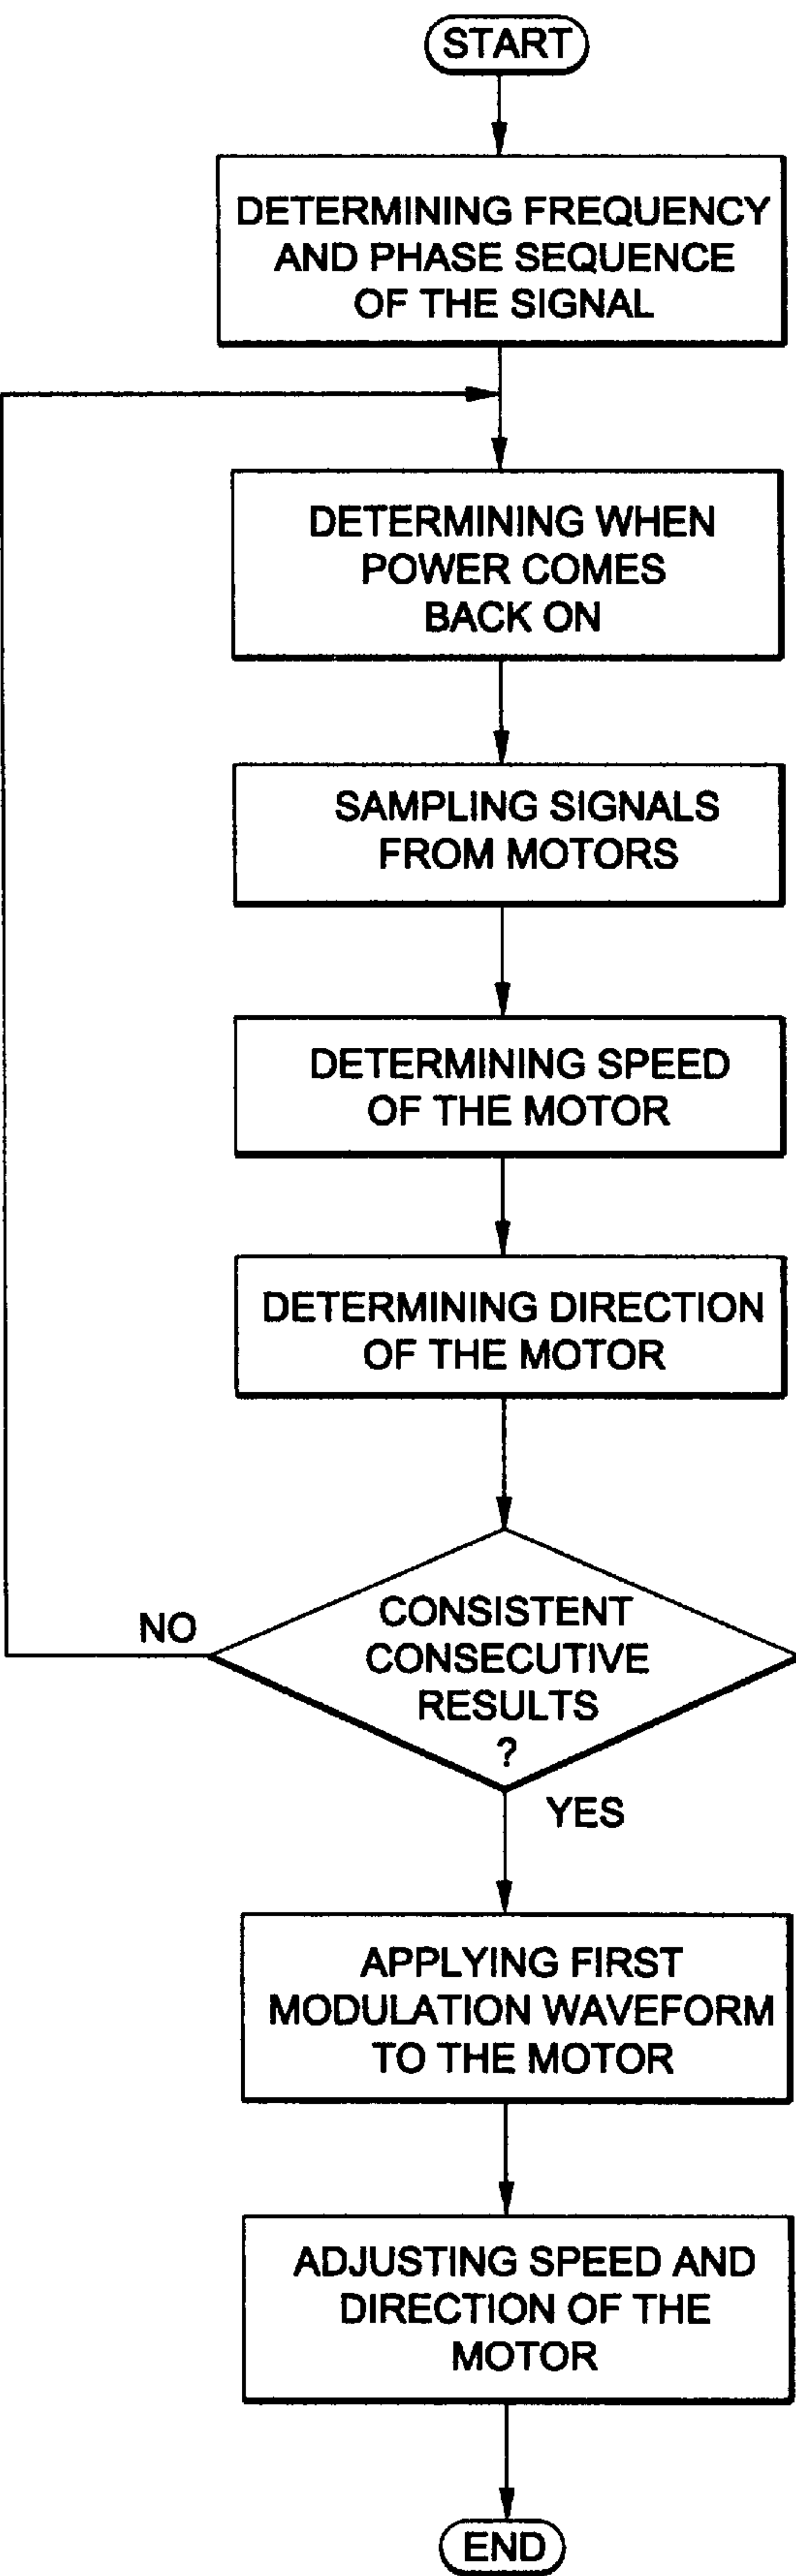 START
DETERMINING FREQUENCY
AND PHASE SEQUENCE
OF THE SIGNAL
DETERMINING WHEN
POWER COMES
BACK ON
SAMPLING SIGNALS
FROM MOTORS
DETERMINING SPEED
OF THE MOTOR
DETERMINING DIRECTION
OF THE MOTOR
NO
CONSISTENT
CONSECUTIVE
RESULTS
?
YES
APPLYING FIRST
MODULATION WAVEFORM
TO THE MOTOR
ADJUSTING SPEED AND
DIRECTION OF THE
MOTOR
END